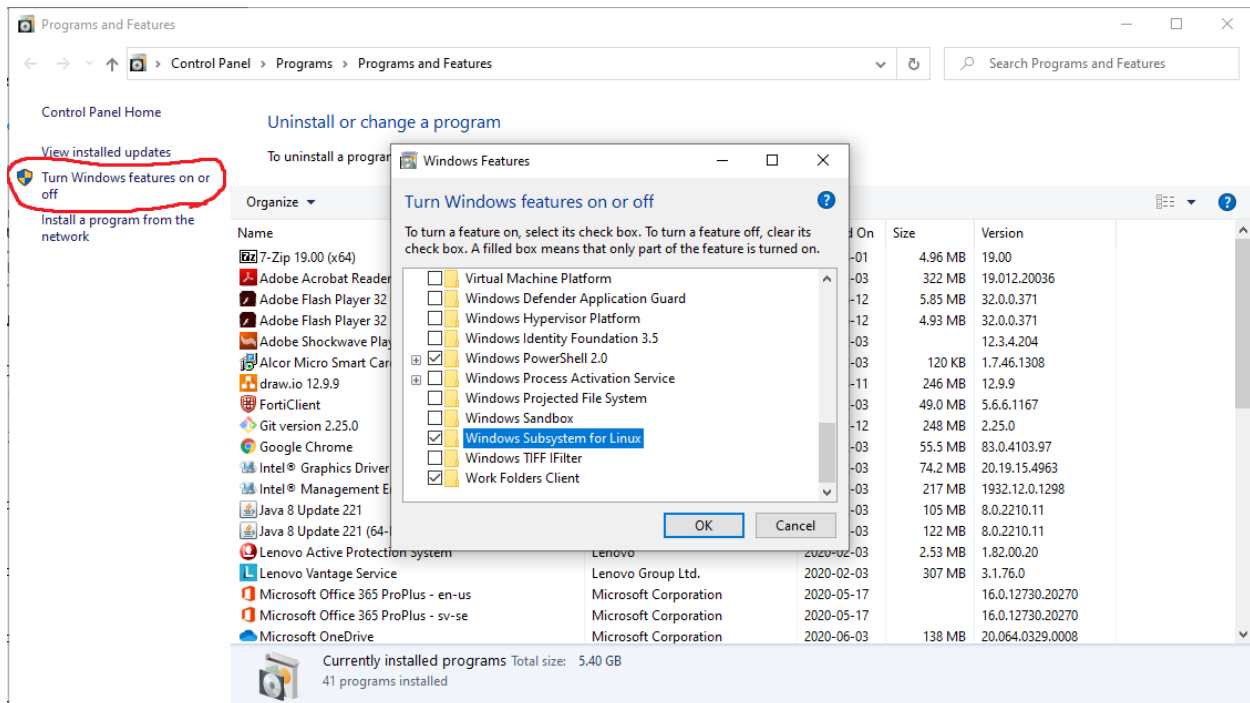 Programs and Features
Control Panel > Programs > Programs and Features
Search Programs and Features
Control Panel Home
View installed updates
Turn Windows features on or
off
Install a program from the
network
Uninstall or change a program
To uninstall a program
Organize
Name d On Size Version
7-Zip 19.00 (x64) -01 4.96 MB 19.00
Adobe Acrobat Reader -03 322 MB 19.012.20036
Adobe Flash Player 32 -12 5.85 MB 32.0.0.371
Adobe Flash Player 32 -12 4.93 MB 32.0.0.371
Adobe Shockwave Play -03 12.3.4.204
Alcor Micro Smart Car -03 120 KB 1.7.46.1308
draw.io 12.9.9 -11 246 MB 12.9.9
FortiClient -03 49.0 MB 5.6.6.1167
Git version 2.25.0 -12 248 MB 2.25.0
Google Chrome -03 55.5 MB 83.0.4103.97
Intel® Graphics Driver -03 74.2 MB 20.19.15.4963
Intel® Management E -03 217 MB 1932.12.0.1298
Java 8 Update 221 -03 105 MB 8.0.2210.11
Java 8 Update 221 (64- -03 122 MB 8.0.2210.11
Lenovo Active Protection System Lenovo 2020-02-03 2.53 MB 1.82.00.20
Lenovo Vantage Service Lenovo Group Ltd. 2020-02-03 307 MB 3.1.76.0
Microsoft Office 365 ProPlus - en-us Microsoft Corporation 2020-05-17 16.0.12730.20270
Microsoft Office 365 ProPlus - sv-se Microsoft Corporation 2020-05-17 16.0.12730.20270
Microsoft OneDrive Microsoft Corporation 2020-06-03 138 MB 20.064.0329.0008
Currently installed programs Total size: 5.40 GB
41 programs installed
Windows Features
Turn Windows features on or off
To turn a feature on, select its check box. To turn a feature off, clear its
check box. A filled box means that only part of the feature is turned on.
Virtual Machine Platform
Windows Defender Application Guard
Windows Hypervisor Platform
Windows Identity Foundation 3.5
Windows PowerShell 2.0
Windows Process Activation Service
Windows Projected File System
Windows Sandbox
Windows Subsystem for Linux
Windows TIFF IFilter
Work Folders Client
OK Cancel